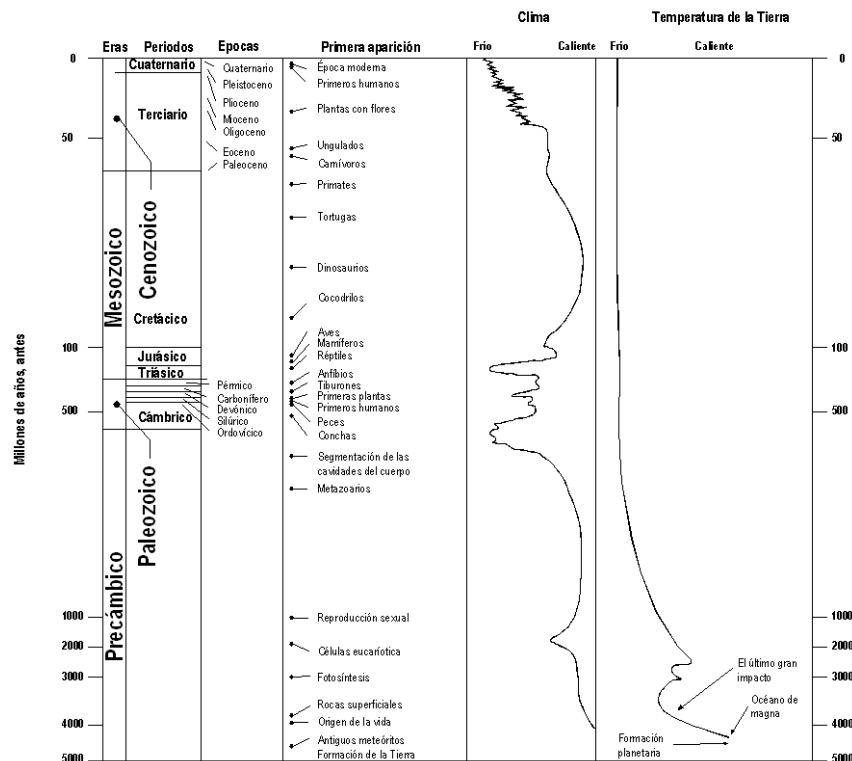 Clima
Temperatura de la Tierra
Eras
Periodos
Epocas
Primera aparición
Frío
Caliente
Frío
Caliente
Millones de años, antes
0
50
100
500
1000
2000
3000
4000
5000
Cenozoico
Mesozoico
Paleozoico
Precámbico
Cuaternario
Terciario
Cretácico
Jurásico
Triásico
Cámbrico
Cuaternario
Pleistoceno
Plioceno
Mioceno
Oligoceno
Eoceno
Paleoceno
Pérmico
Carbonífero
Devónico
Silúrico
Ordovícico
Época moderna
Primeros humanos
Plantas con flores
Ungulados
Carnívoros
Primates
Tortugas
Dinosaurios
Cocodrilos
Aves
Mamíferos
Réptiles
Anfibios
Tiburones
Primeras plantas
Primeros humanos
Peces
Conchas
Segmentación de las
cavidades del cuerpo
Metazoarios
Reproducción sexual
Células eucaríotica
Fotosíntesis
Rocas superficiales
Origen de la vida
Antiguos meteóritos
Formación de la Tierra
El último gran
impacto
Océano de
magna
Formación
planetaria
0
50
100
500
1000
2000
3000
4000
5000